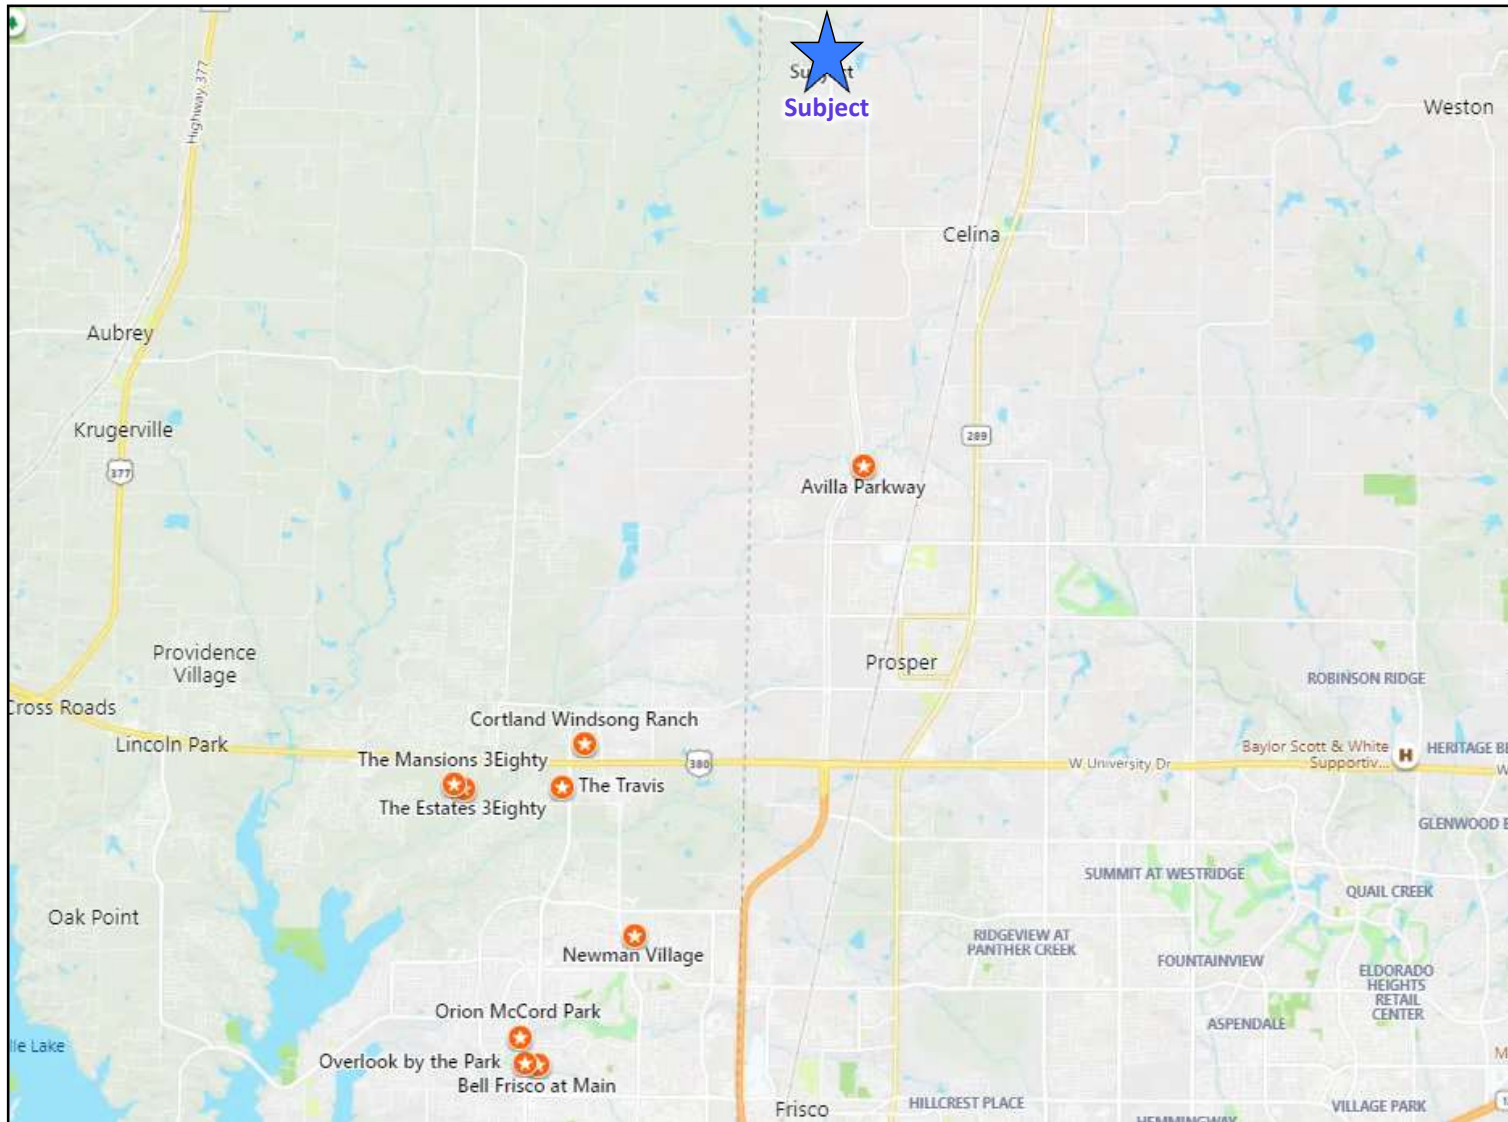 Highway 377
Subject
Weston
Celina
Aubrey
Krugerville
377
289
Avilla Parkway
Providence
Village
Prosper
ROBINSON RIDGE
Cross Roads
Cortland Windsong Ranch
Lincoln Park
The Mansions 3Eighty
380
W University Dr
Baylor Scott & White
Supportiv...
H
HERITAGE BE
W
The Travis
The Estates 3Eighty
GLENWOOD E
SUMMIT AT WESTRIDGE
QUAIL CREEK
Oak Point
RIDGEVIEW AT
PANTHER CREEK
Newman Village
FOUNTAINVIEW
ELDORADO
HEIGHTS
RETAIL
CENTER
Orion McCord Park
ASPENDALE
lle Lake
Overlook by the Park
M
Bell Frisco at Main
Frisco
HILLCREST PLACE
VILLAGE PARK
HEMMINGWAY